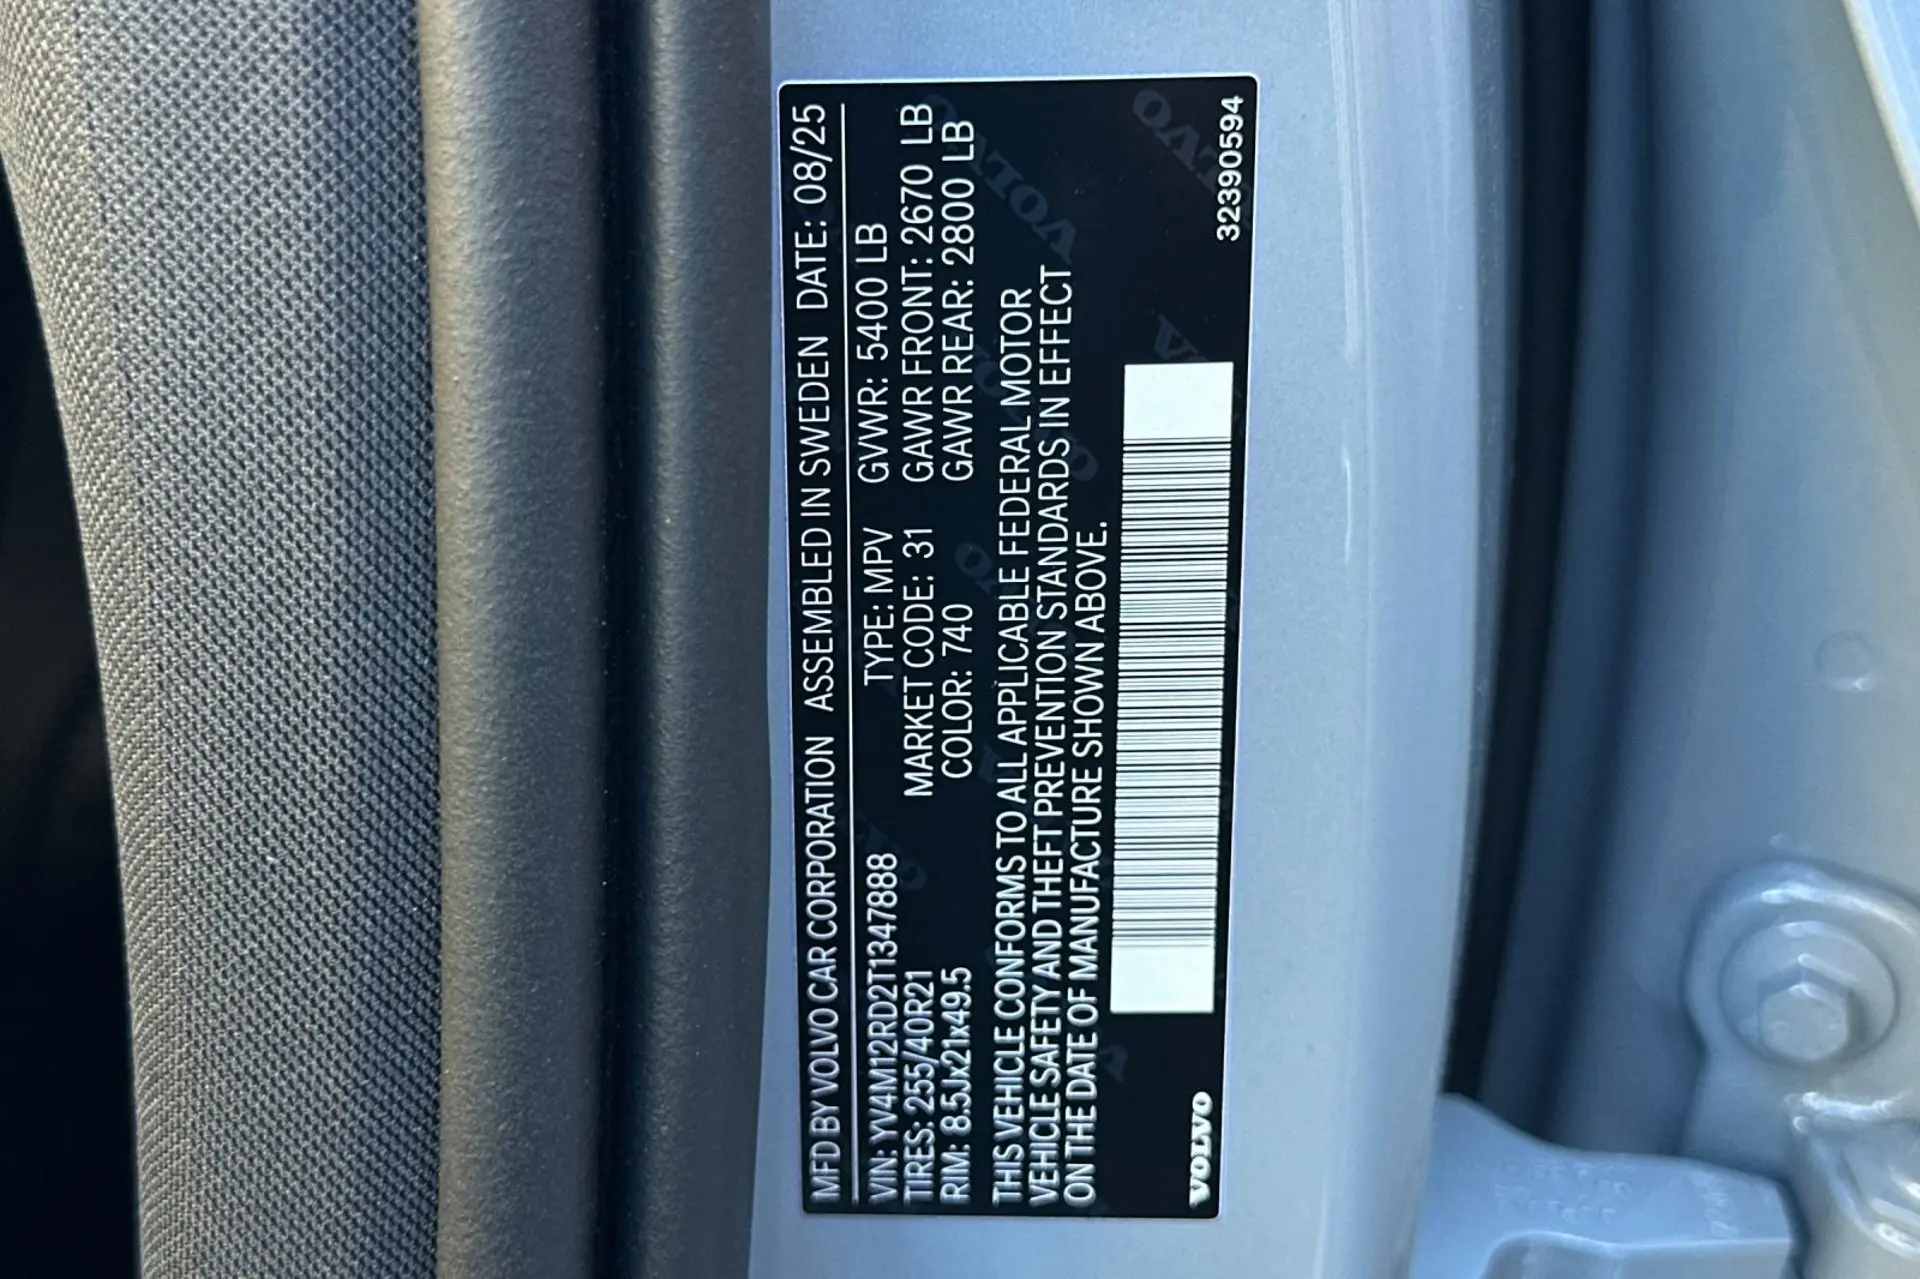 MFD BY VOLVO CAR CORPORATION ASSEMBLED IN SWEDEN DATE: 08/25
VIN: YV4M12RD2T1347888 TYPE: MPV GVWR: 5400 LB
TIRES: 255/40R21 MARKET CODE: 31 GAWR FRONT: 2670 LB
RIM: 8.5Jx21x49.5 COLOR: 740 GAWR REAR: 2800 LB
THIS VEHICLE CONFORMS TO ALL APPLICABLE FEDERAL MOTOR
VEHICLE SAFETY AND THEFT PREVENTION STANDARDS IN EFFECT
ON THE DATE OF MANUFACTURE SHOWN ABOVE.
VOLVO
32390594